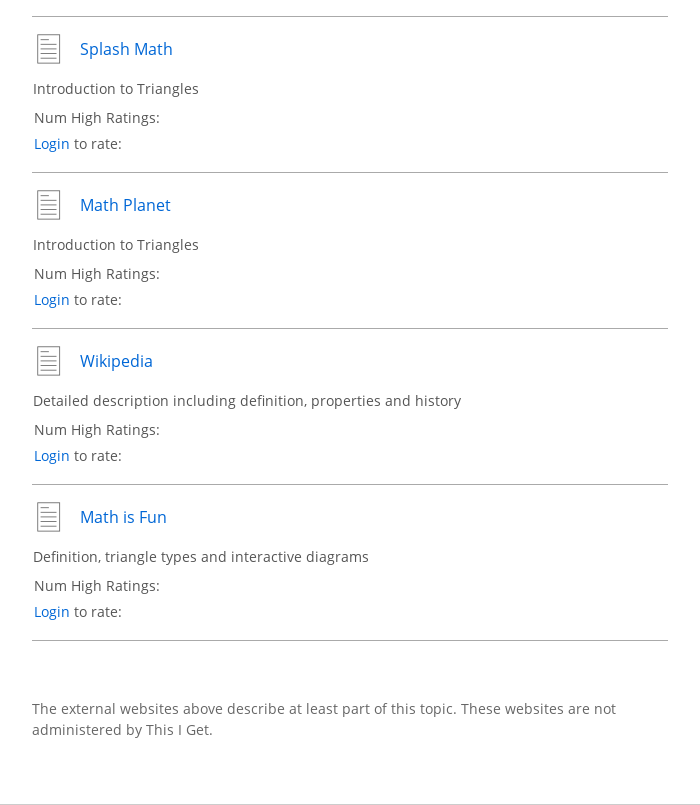 Splash Math
Introduction to Triangles
Num High Ratings:
Login to rate:
Math Planet
Introduction to Triangles
Num High Ratings:
Login to rate:
Wikipedia
Detailed description including definition, properties and history
Num High Ratings:
Login to rate:
Math is Fun
Definition, triangle types and interactive diagrams
Num High Ratings:
Login to rate:
The external websites above describe at least part of this topic. These websites are not
administered by This I Get.